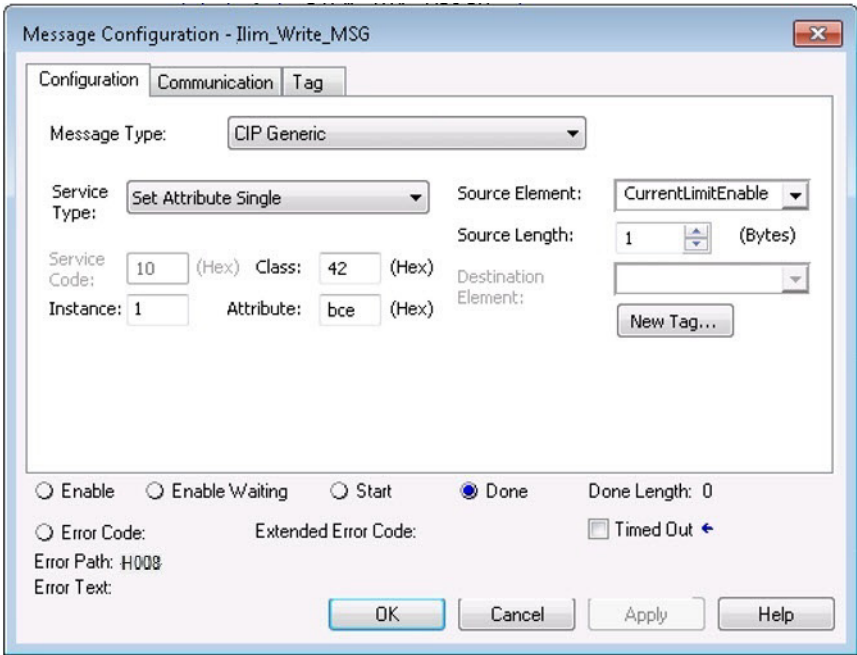 Message Configuration - Ilim_Write_MSG
Configuration Communication Tag
Message Type: CIP Generic
Service Type: Set Attribute Single
Source Element: CurrentLimitEnable
Source Length: 1 (Bytes)
Service Code: 10 (Hex) Class: 42 (Hex)
Destination Element:
Instance: 1 Attribute: bce (Hex)
New Tag...
Enable Enable Waiting Start Done Done Length: 0
Error Code: Extended Error Code: Timed Out
Error Path: H008
Error Text:
OK Cancel Apply Help